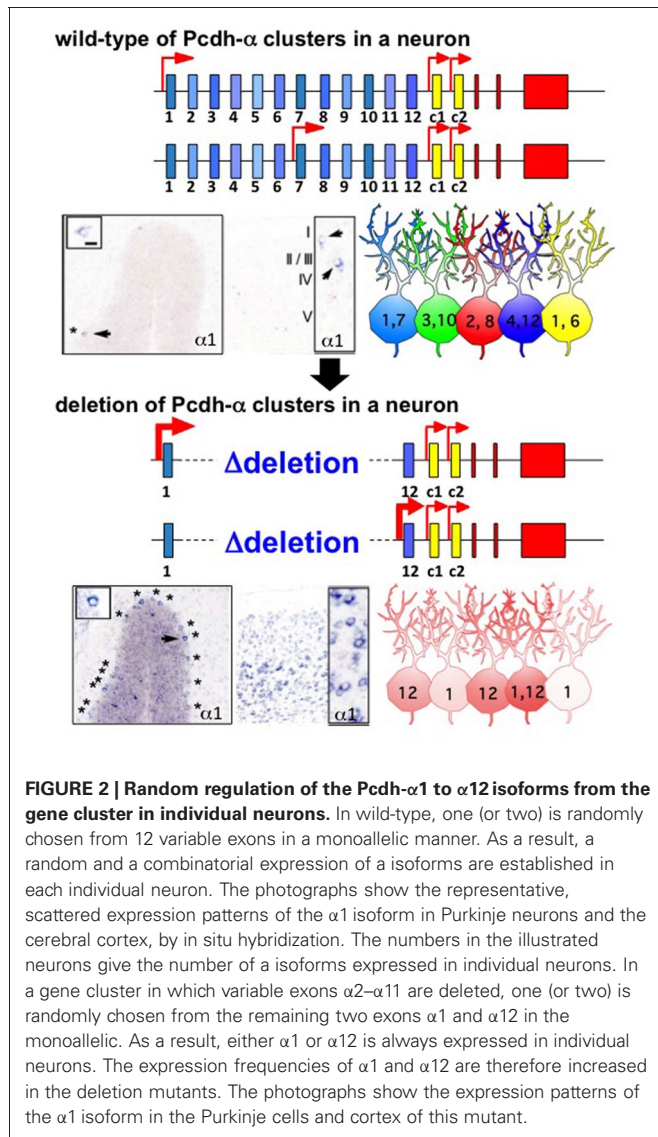 wild-type of Pcdh-α clusters in a neuron
1 2 3 4 5 6 7 8 9 10 11 12 c1 c2
1 2 3 4 5 6 7 8 9 10 11 12 c1 c2
* α1
I
II / III
IV
V
α1
1,7 3,10 2,8 4,12 1,6
deletion of Pcdh-α clusters in a neuron
Δdeletion
1 12 c1 c2
Δdeletion
1 12 c1 c2
* * * * * * * * * * * * * * * *
α1
α1
12 1 12 1,12 1
FIGURE 2 | Random regulation of the Pcdh-α1 to α12 isoforms from the
gene cluster in individual neurons. In wild-type, one (or two) is randomly
chosen from 12 variable exons in a monoallelic manner. As a result, a
random and a combinatorial expression of a isoforms are established in
each individual neuron. The photographs show the representative,
scattered expression patterns of the α1 isoform in Purkinje neurons and the
cerebral cortex, by in situ hybridization. The numbers in the illustrated
neurons give the number of a isoforms expressed in individual neurons. In
a gene cluster in which variable exons α2–α11 are deleted, one (or two) is
randomly chosen from the remaining two exons α1 and α12 in the
monoallelic. As a result, either α1 or α12 is always expressed in individual
neurons. The expression frequencies of α1 and α12 are therefore increased
in the deletion mutants. The photographs show the expression patterns of
the α1 isoform in the Purkinje cells and cortex of this mutant.